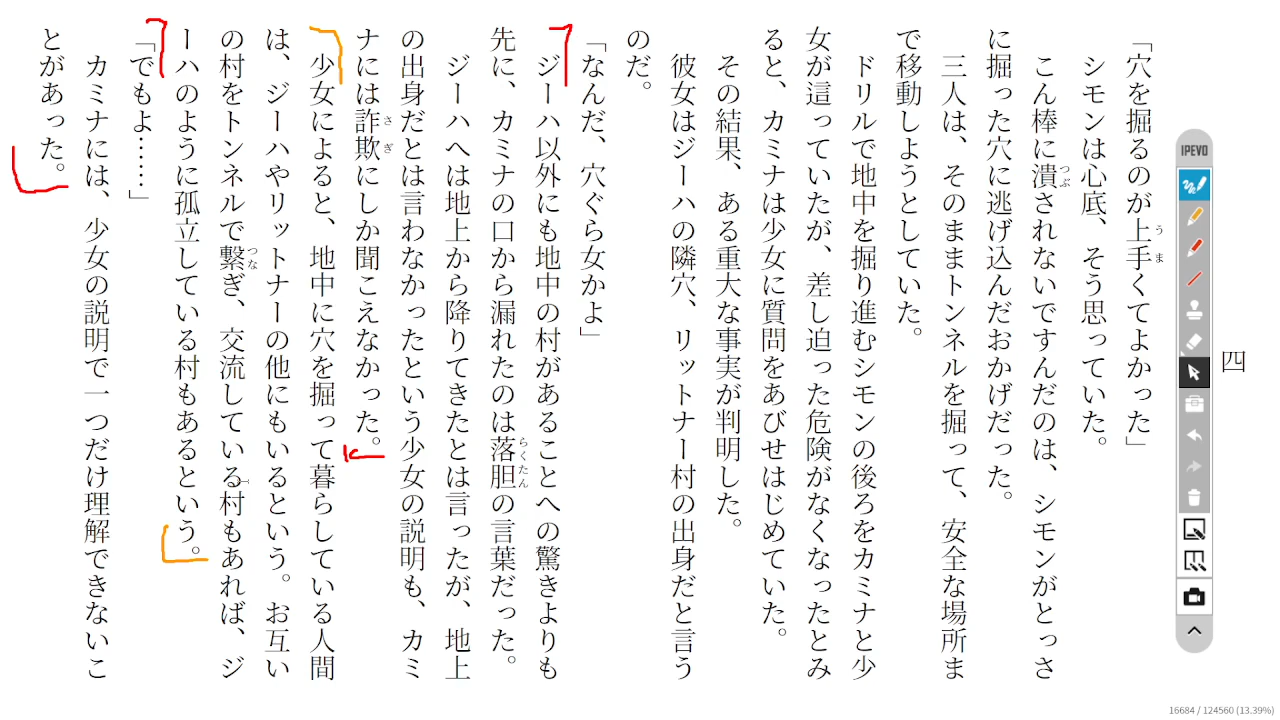 四
「穴を掘るのが上手くてよかった」
シモンは心底、そう思っていた。
こん棒に潰されないですんだのは、シモンがとっさ
に掘った穴に逃げ込んだおかげだった。
三人は、そのままトンネルを掘って、安全な場所ま
で移動しようとしていた。
ドリルで地中を掘り進むシモンの後ろをカミナと少
女が這っていたが、差し迫った危険がなくなったとみ
ると、カミナは少女に質問をあびせはじめていた。
その結果、ある重大な事実が判明した。
彼女はジーハの隣穴、リットナー村の出身だと言う
のだ。
「なんだ、穴ぐら女かよ」
ジーハ以外にも地中の村があることへの驚きよりも
先に、カミナの口から漏れたのは落胆の言葉だった。
ジーハへは地上から降りてきたとは言ったが、地上
の出身だとは言わなかったという少女の説明も、カミ
ナには詐欺にしか聞こえなかった。
少女によると、地中に穴を掘って暮らしている人間
は、ジーハやリットナーの他にもいるという。お互い
の村をトンネルで繋ぎ、交流している村もあれば、ジ
ーハのように孤立している村もあるという。
「でもよ……」
カミナには、少女の説明で一つだけ理解できないこ
とがあった。
うま
つぶ
らくたん
さぎ
つな
IPEVO
16684 / 124560 (13.39%)